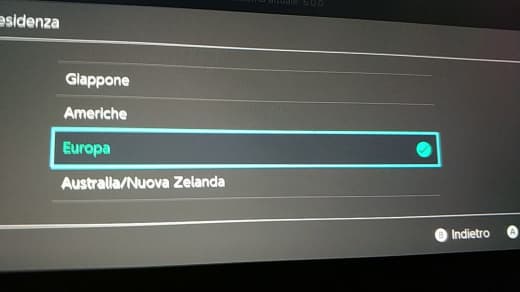 esidenza
Giappone
Americhe
Europa
Australia/Nuova Zelanda
B Indietro A